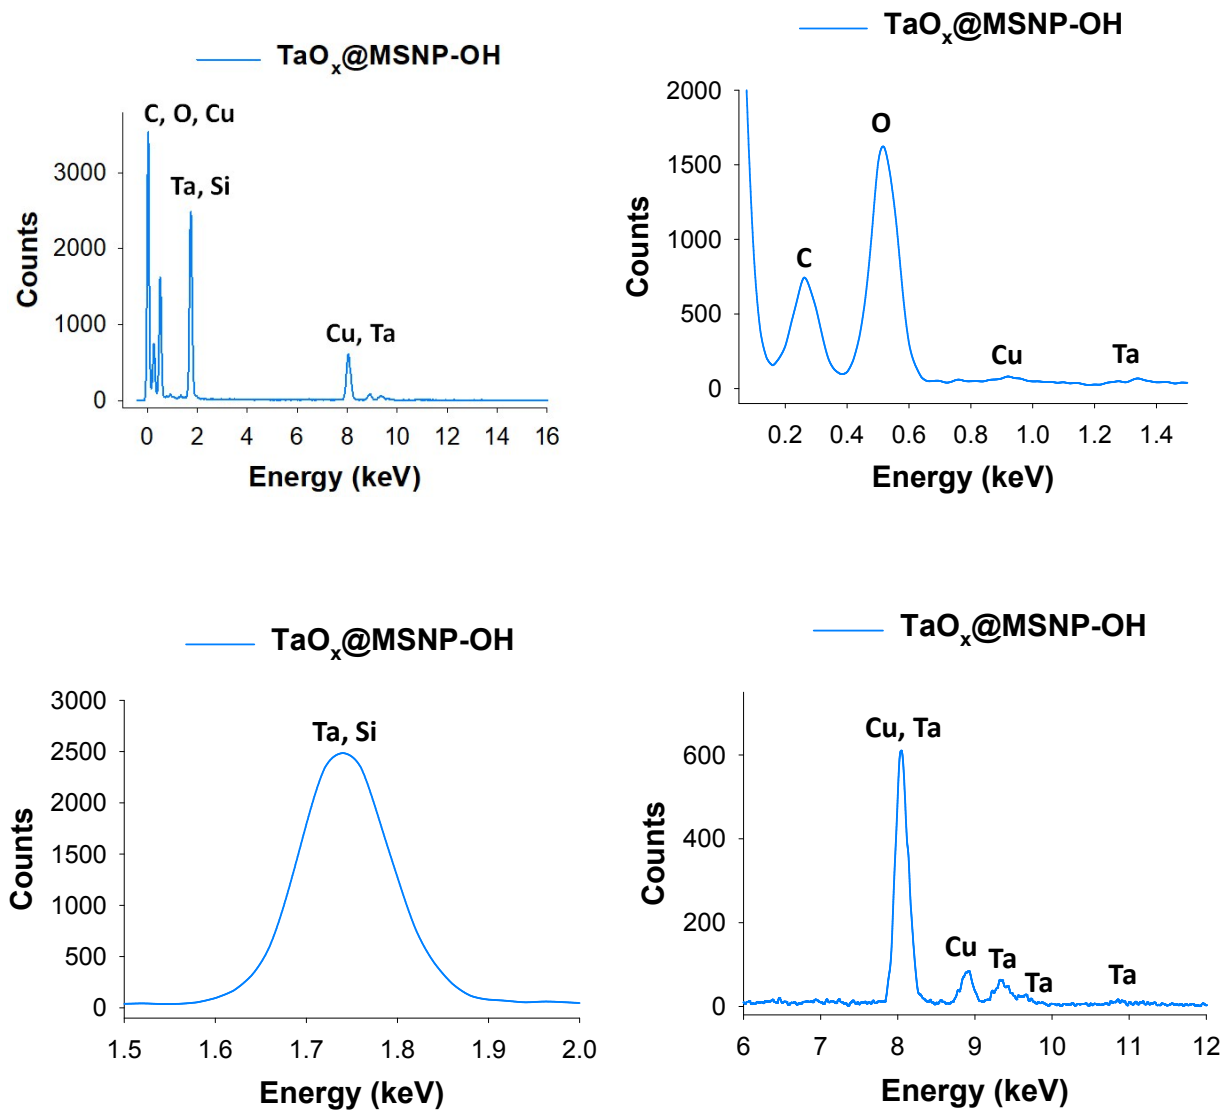 TaOx@MSNP-OH
C, O, Cu
Ta, Si
Cu, Ta
3000
2000
1000
0
Counts
0 2 4 6 8 10 12 14 16
Energy (keV)
TaOx@MSNP-OH
O
C
Cu
Ta
2000
1500
1000
500
0
Counts
0.2 0.4 0.6 0.8 1.0 1.2 1.4
Energy (keV)
TaOx@MSNP-OH
Ta, Si
3000
2500
2000
1500
1000
500
0
Counts
1.5 1.6 1.7 1.8 1.9 2.0
Energy (keV)
TaOx@MSNP-OH
Cu, Ta
Cu
Ta
Ta
Ta
600
400
200
0
Counts
6 7 8 9 10 11 12
Energy (keV)